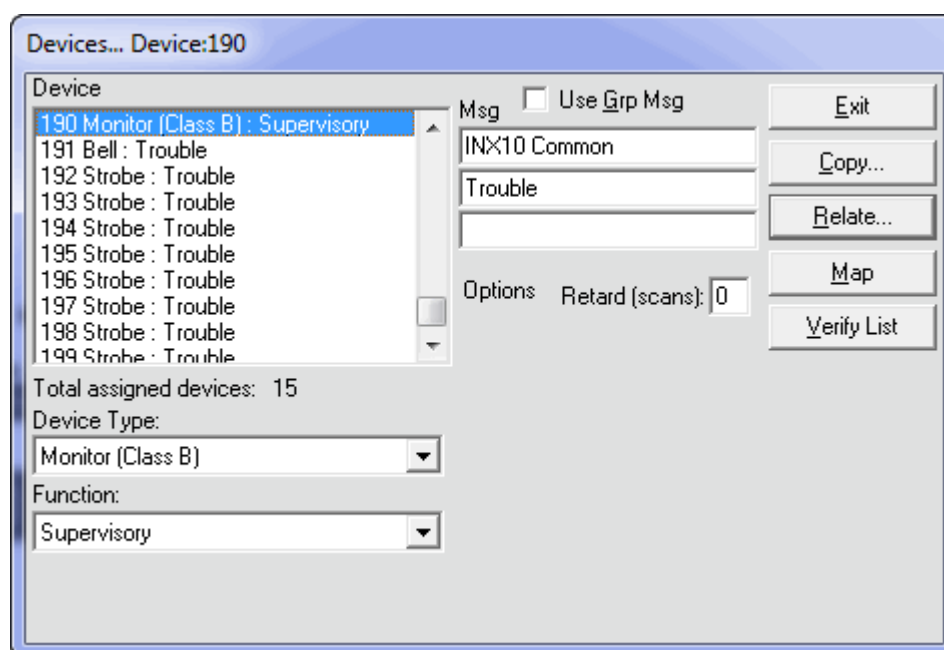 Devices... Device:190
Device
190 Monitor (Class B) : Supervisory
191 Bell : Trouble
192 Strobe : Trouble
193 Strobe : Trouble
194 Strobe : Trouble
195 Strobe : Trouble
196 Strobe : Trouble
197 Strobe : Trouble
198 Strobe : Trouble
199 Strobe : Trouble
Total assigned devices: 15
Device Type:
Monitor (Class B)
Function:
Supervisory
Msg
Use Grp Msg
INX10 Common
Trouble
Options
Retard (scans): 0
Exit
Copy...
Relate...
Map
Verify List